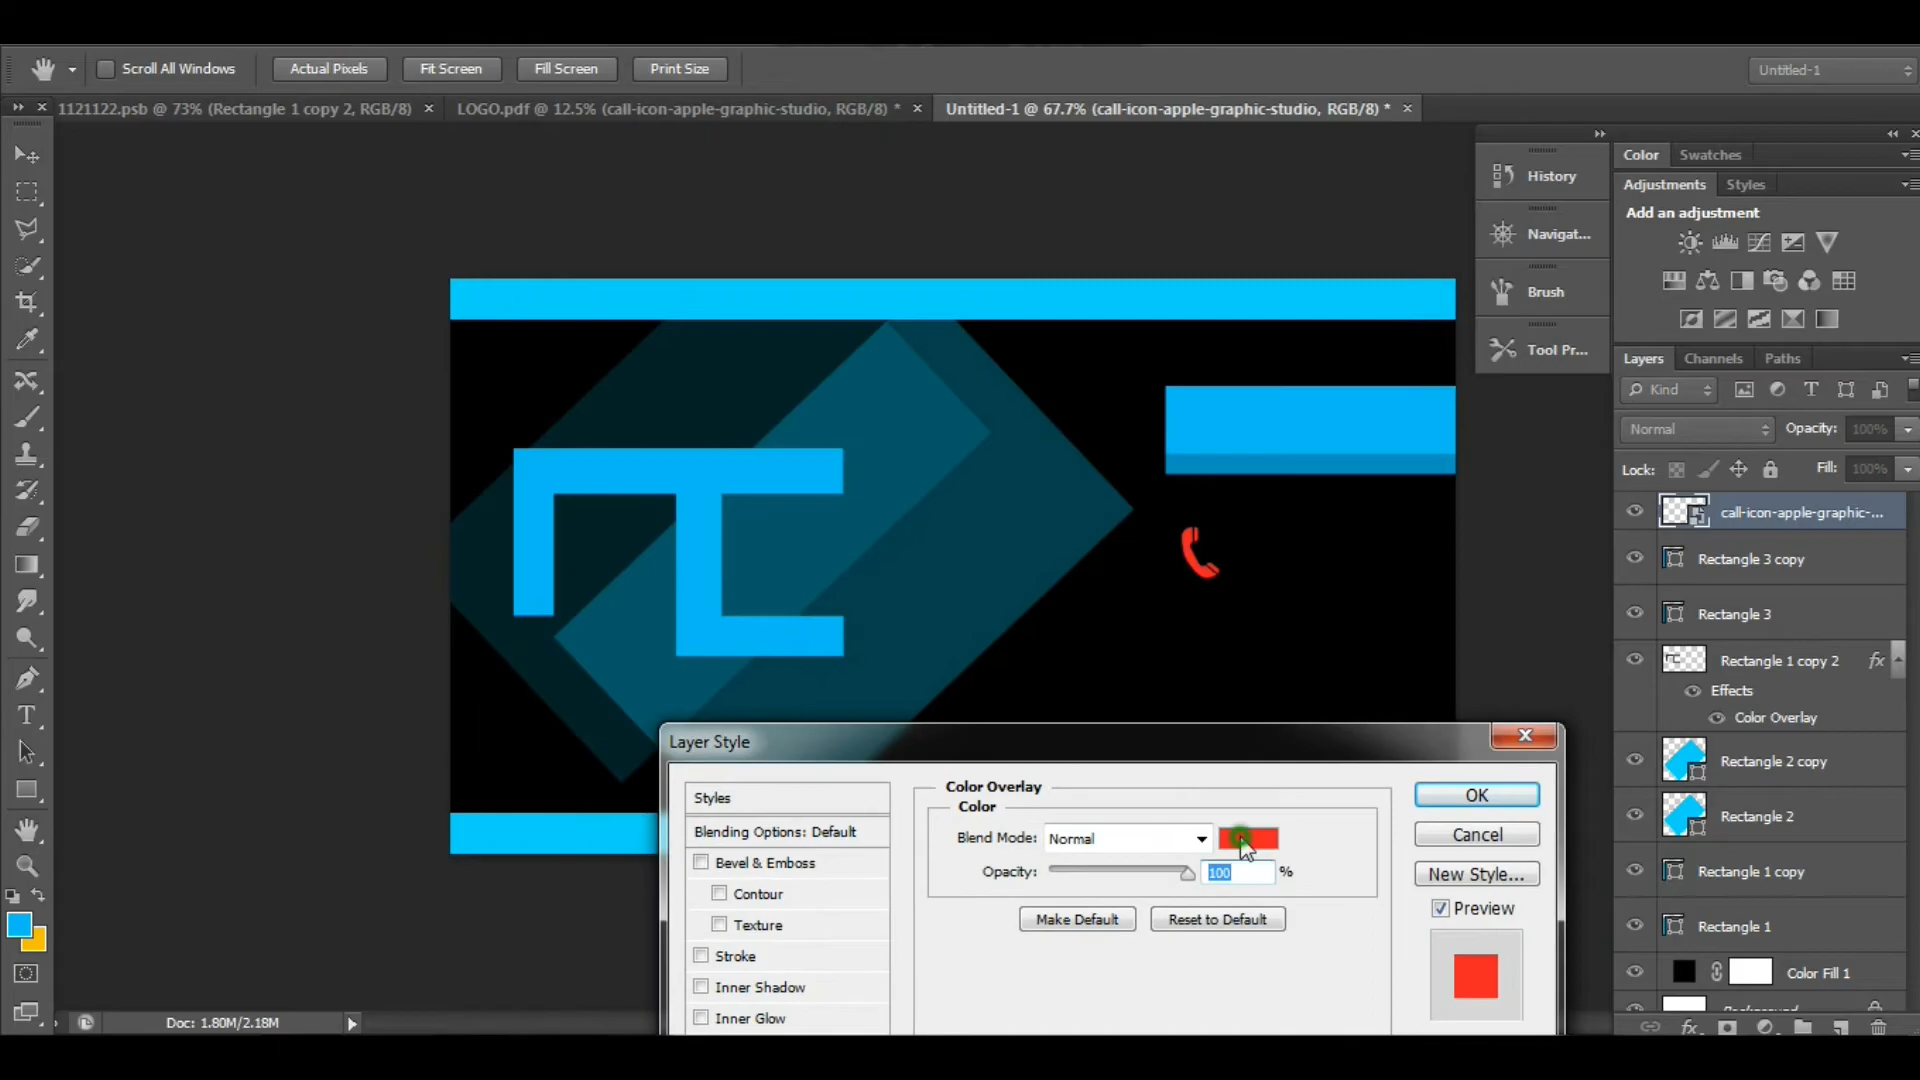 Scroll All Windows
Actual Pixels
Fit Screen
Fill Screen
Print Size
Untitled-1
1121122.psb @ 73% (Rectangle 1 copy 2, RGB/8)
LOGO.pdf @ 12.5% (call-icon-apple-graphic-studio, RGB/8) *
Untitled-1 @ 67.7% (call-icon-apple-graphic-studio, RGB/8) *
History
Navigat...
Brush
Tool Pr...
Color
Swatches
Adjustments
Styles
Add an adjustment
Layers
Channels
Paths
Kind
Normal
Opacity:
100%
Lock:
Fill:
100%
call-icon-apple-graphic-...
Rectangle 3 copy
Rectangle 3
Rectangle 1 copy 2
fx
Effects
Color Overlay
Rectangle 2 copy
Rectangle 2
Rectangle 1 copy
Rectangle 1
Color Fill 1
Background
fx
Layer Style
Styles
Blending Options: Default
Bevel & Emboss
Contour
Texture
Stroke
Inner Shadow
Inner Glow
Color Overlay
Color
Blend Mode:
Normal
Opacity:
100
%
Make Default
Reset to Default
OK
Cancel
New Style...
Preview
Doc: 1.80M/2.18M